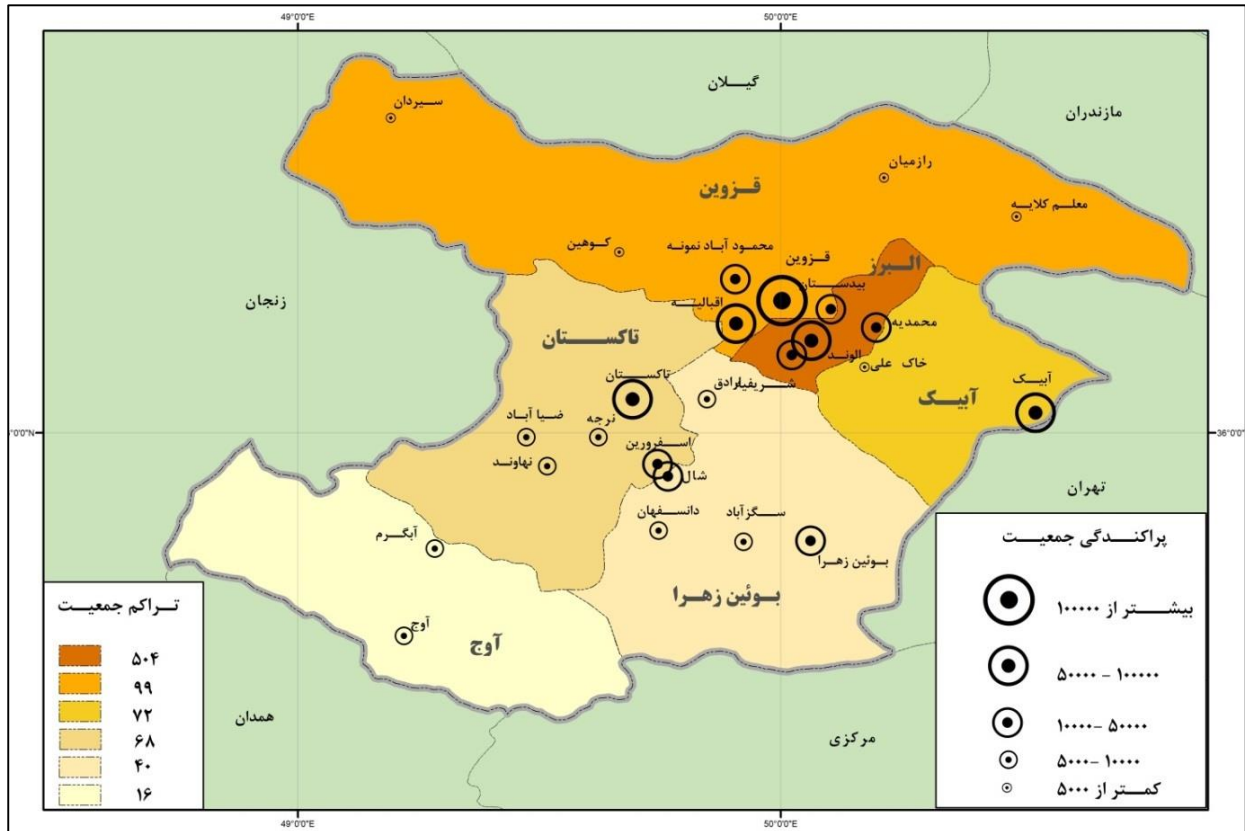 49°0'0"E
50°0'0"E
گیلان
مازندران
سیردان
رازمیان
قزوین
معلم کلایه
کوهین
محمود آباد نمونه
قزوین
البرز
بیدستان
اقبالیه
محمدیه
زنجان
تاکستان
الوند
خاک علی
شریفیا
ارداق
آبیک
آبیک
تاکستان
ضیا آباد
نرجه
اسفرورین
36°0'0"N
نهاوند
شال
تهران
دانسفهان
سگزآباد
آبگرم
بوئین زهرا
بوئین زهرا
آوج
آوج
همدان
مرکزی
تراکم جمعیت
۵۰۴
۹۹
۷۲
۶۸
۴۰
۱۶
پراکندگی جمعیت
بیشتر از ۱۰۰۰۰۰
۵۰۰۰۰ - ۱۰۰۰۰۰
۱۰۰۰۰ - ۵۰۰۰۰
۵۰۰۰ - ۱۰۰۰۰
کمتر از ۵۰۰۰
49°0'0"E
50°0'0"E